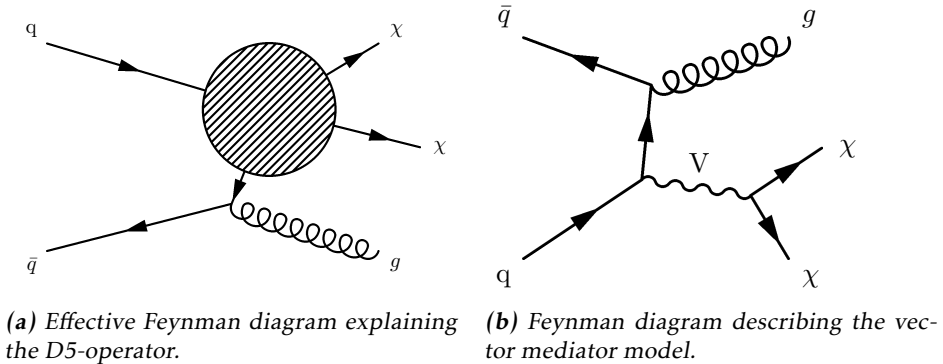 q
χ
χ
q̄
g
(a) Effective Feynman diagram explaining
the D5-operator.
q̄
g
V
χ
q
χ
(b) Feynman diagram describing the vec-
tor mediator model.